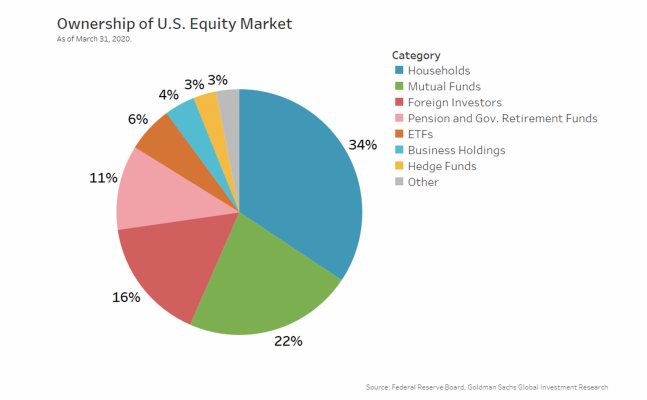 Ownership of U.S. Equity Market
As of March 31, 2020.
Category
Households
Mutual Funds
Foreign Investors
Pension and Gov. Retirement Funds
ETFs
Business Holdings
Hedge Funds
Other
34%
22%
16%
11%
6%
4%
3%
3%
Source: Federal Reserve Board, Goldman Sachs Global Investment Research